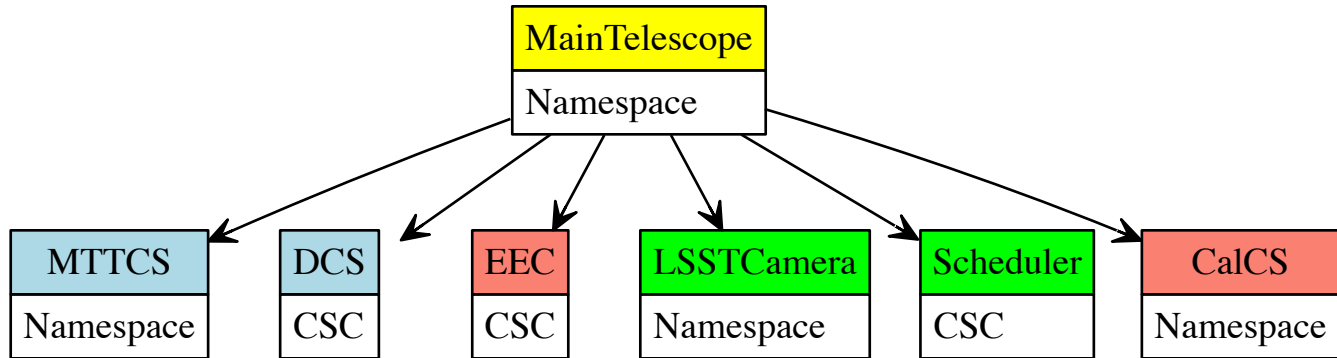 MainTelescope
Namespace
MTTCS
Namespace
DCS
CSC
EEC
CSC
LSSTCamera
Namespace
Scheduler
CSC
CalCS
Namespace